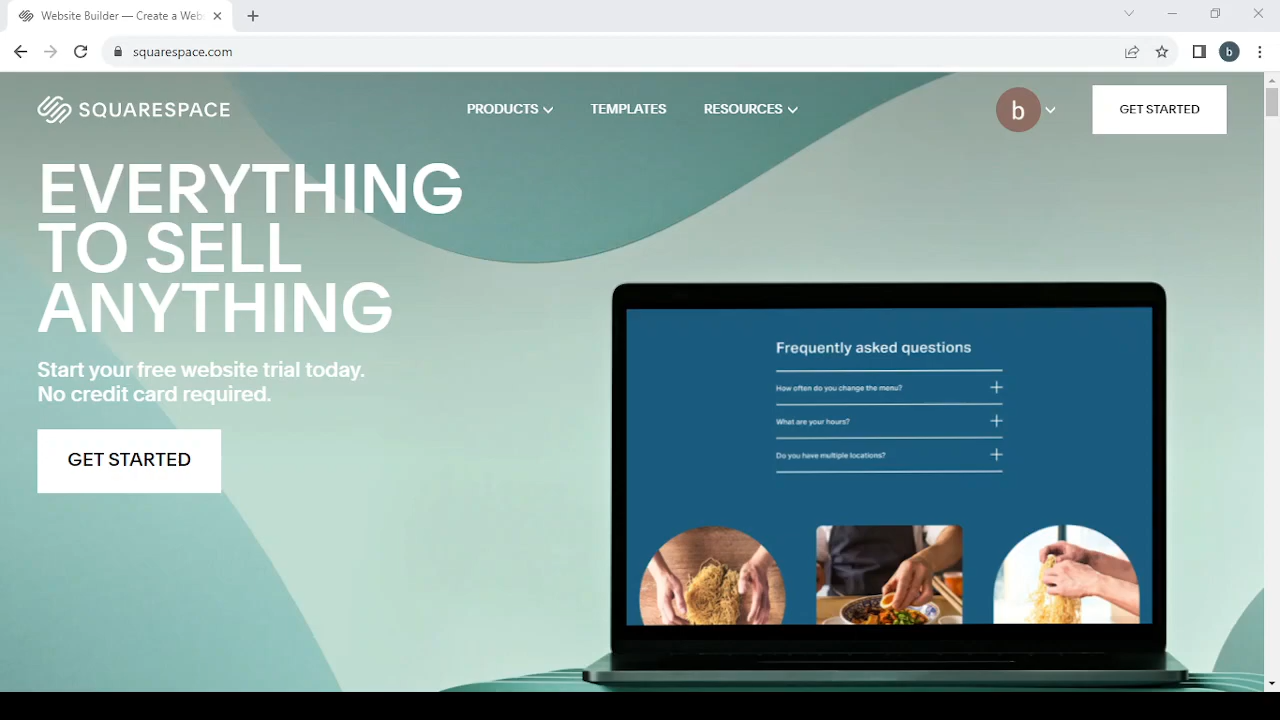 Website Builder — Create a Web
squarespace.com
b
SQUARESPACE
PRODUCTS
TEMPLATES
RESOURCES
b
GET STARTED
EVERYTHING
TO SELL
ANYTHING
Start your free website trial today.
No credit card required.
GET STARTED
Frequently asked questions
How often do you change the menu?
What are your hours?
Do you have multiple locations?